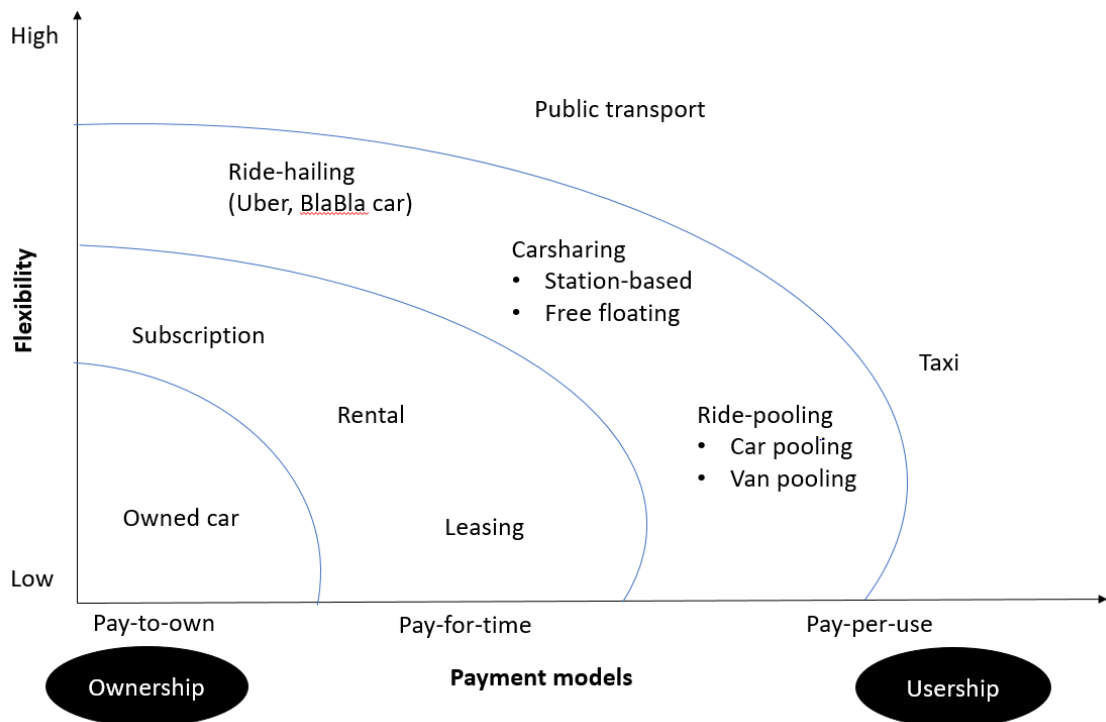 High
Public transport
Ride-hailing
(Uber, BlaBla car)
Carsharing
• Station-based
• Free floating
Flexibility
Subscription
Taxi
Rental
Ride-pooling
• Car pooling
• Van pooling
Owned car
Leasing
Low
Pay-to-own
Pay-for-time
Pay-per-use
Ownership
Payment models
Usership